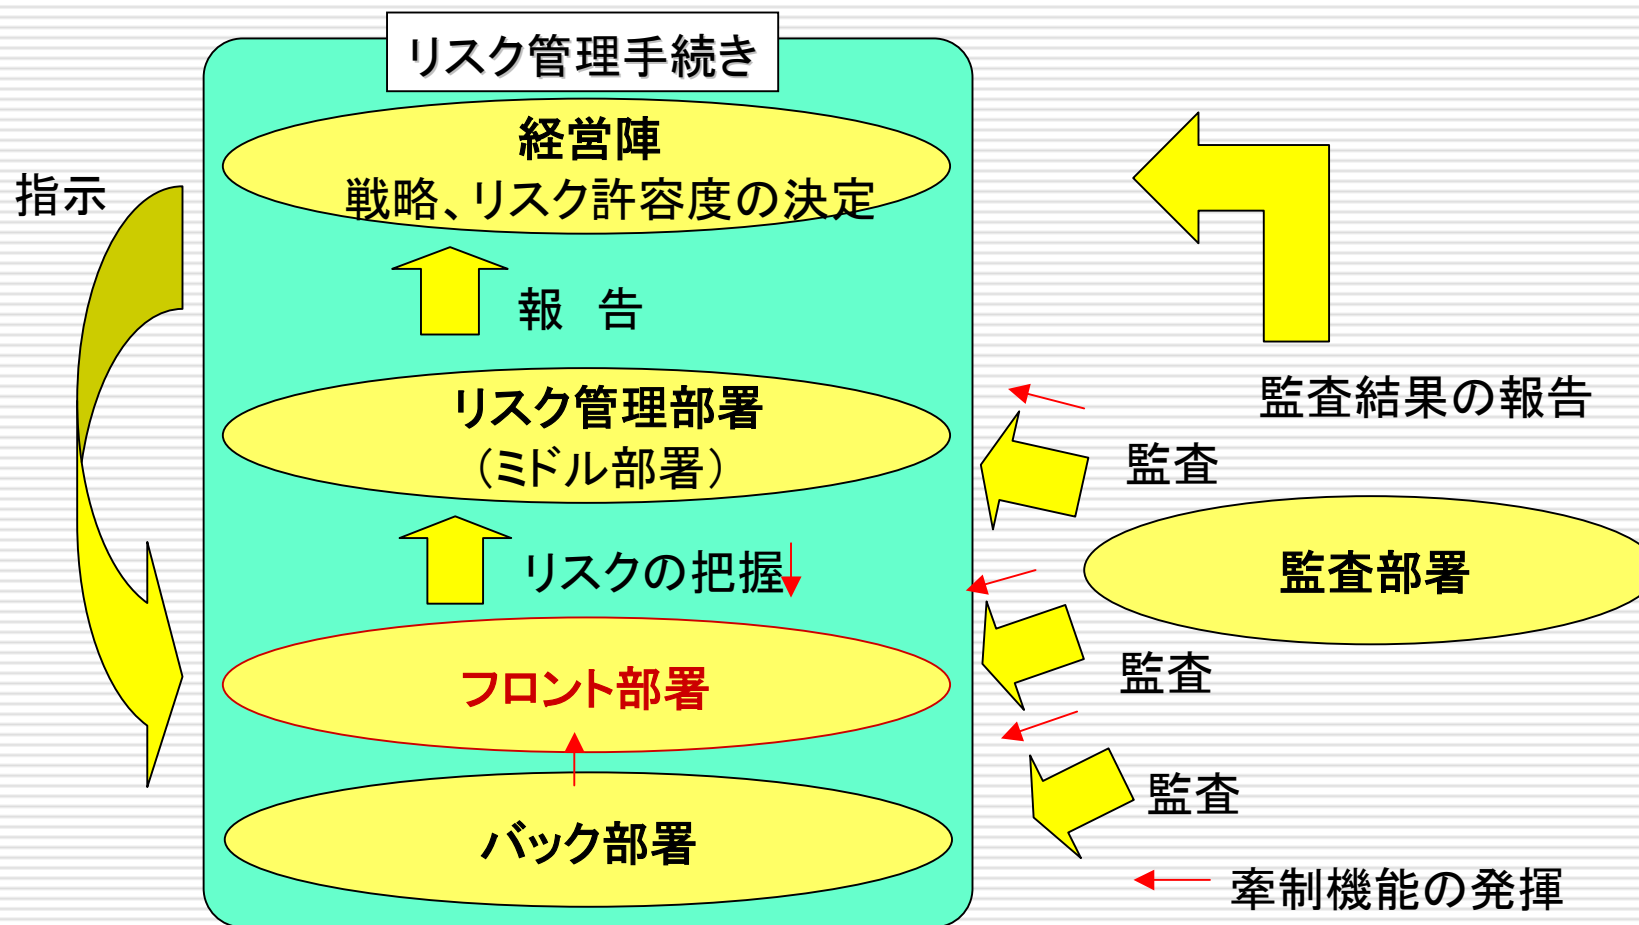 リスク管理手続き
経営陣
戦略、リスク許容度の決定
指示
報　告
監査結果の報告
リスク管理部署
（ミドル部署）
監査
リスクの把握
監査部署
フロント部署
監査
監査
バック部署
牽制機能の発揮